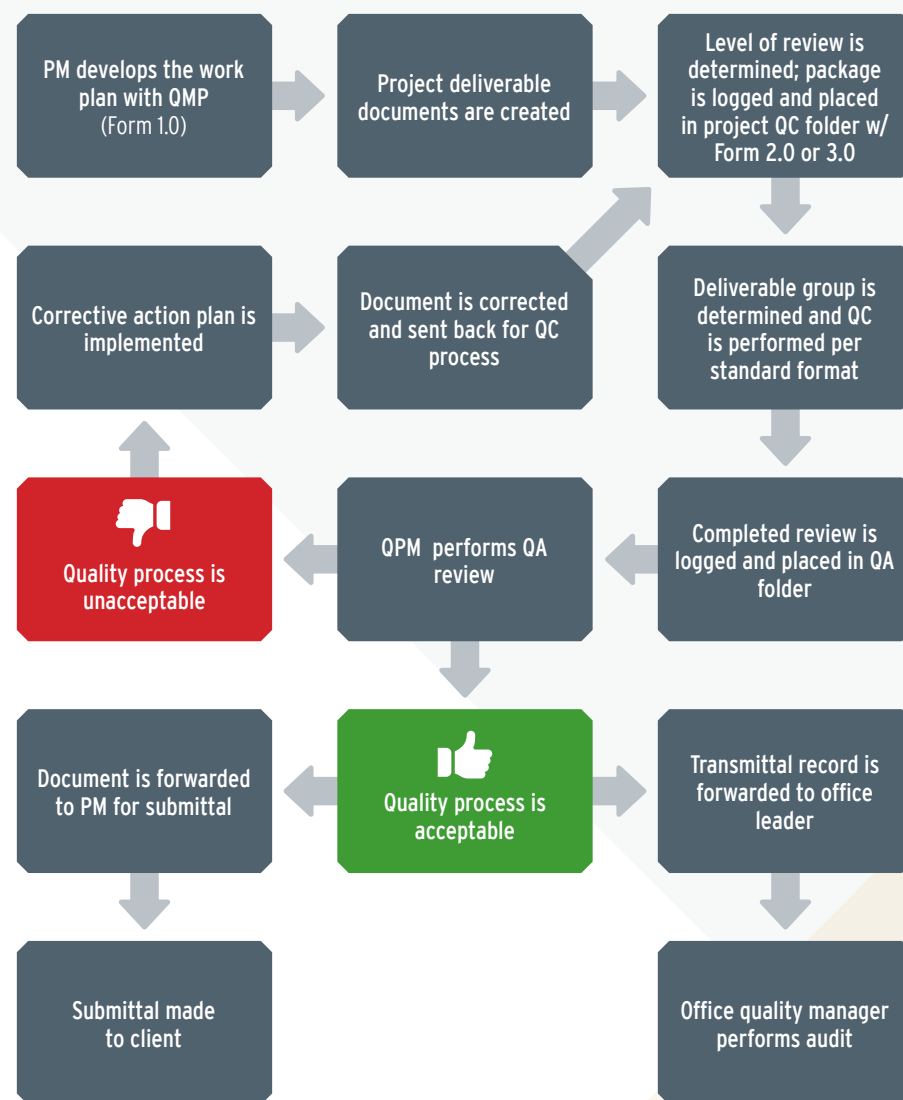 PM develops the work
plan with QMP
(Form 1.0)
Project deliverable
documents are created
Level of review is
determined; package
is logged and placed
in project QC folder w/
Form 2.0 or 3.0
Corrective action plan is
implemented
Document is corrected
and sent back for QC
process
Deliverable group is
determined and QC
is performed per
standard format
Quality process is
unacceptable
QPM performs QA
review
Completed review is
logged and placed in QA
folder
Document is forwarded
to PM for submittal
Quality process is
acceptable
Transmittal record is
forwarded to office
leader
Submittal made
to client
Office quality manager
performs audit